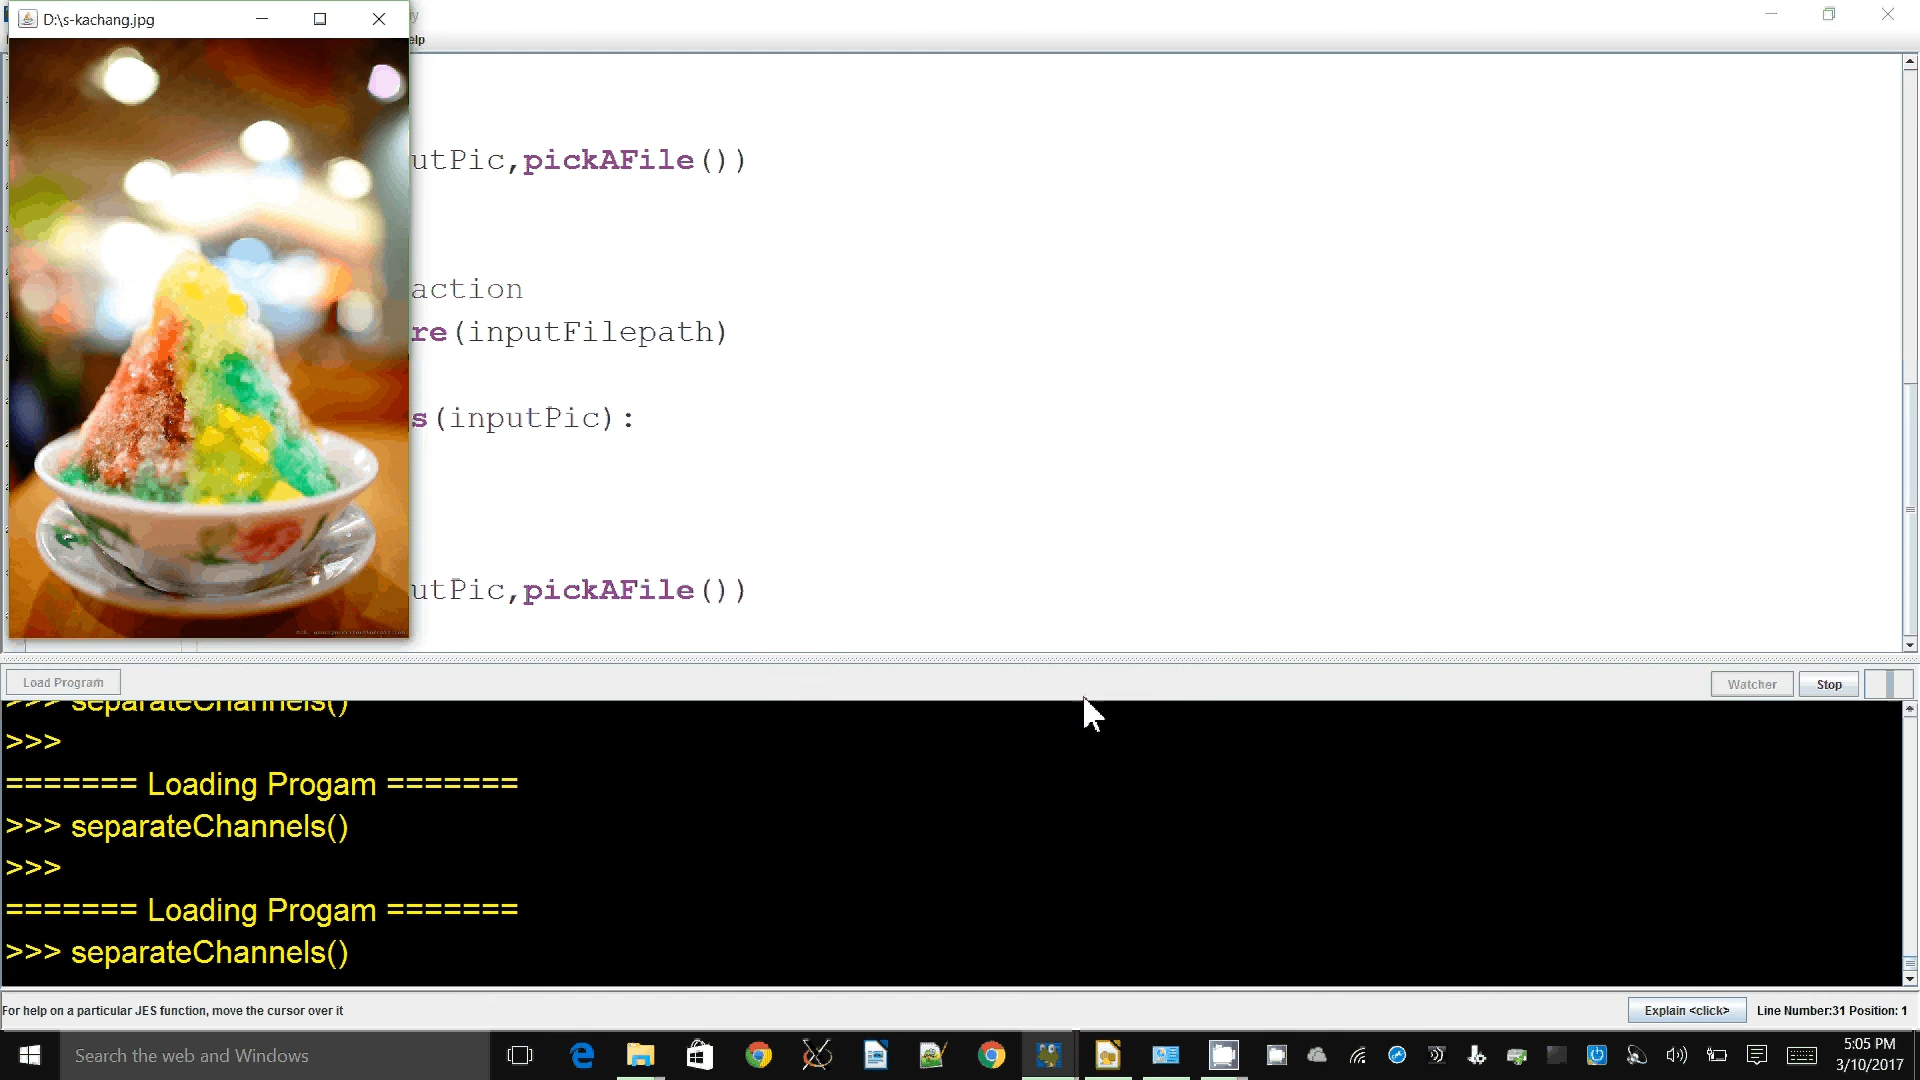 D:\s-kachang.jpg
elp
utPic,pickAFile())
action
re(inputFilepath)
s(inputPic):
utPic,pickAFile())
Load Program
Watcher
Stop
>>> separateChannels()
>>>
======= Loading Progam =======
>>> separateChannels()
>>>
======= Loading Progam =======
>>> separateChannels()
For help on a particular JES function, move the cursor over it
Explain <click>
Line Number:31 Position: 1
Search the web and Windows
5:05 PM
3/10/2017